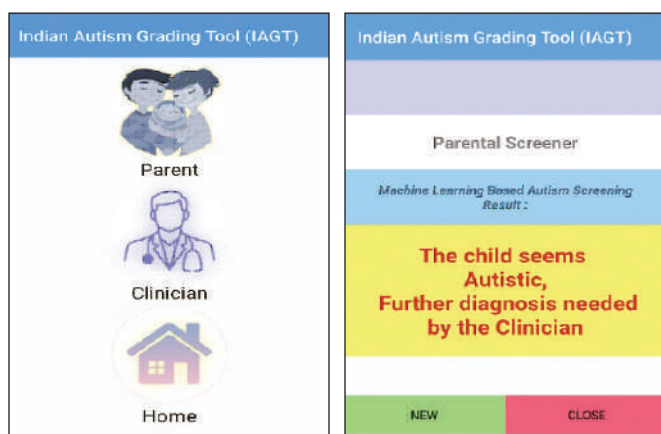 Indian Autism Grading Tool (IAGT)
Parent
Clinician
Home
Indian Autism Grading Tool (IAGT)
Parental Screener
Machine Learning Based Autism Screening
Result :
The child seems
Autistic,
Further diagnosis needed
by the Clinician
NEW
CLOSE